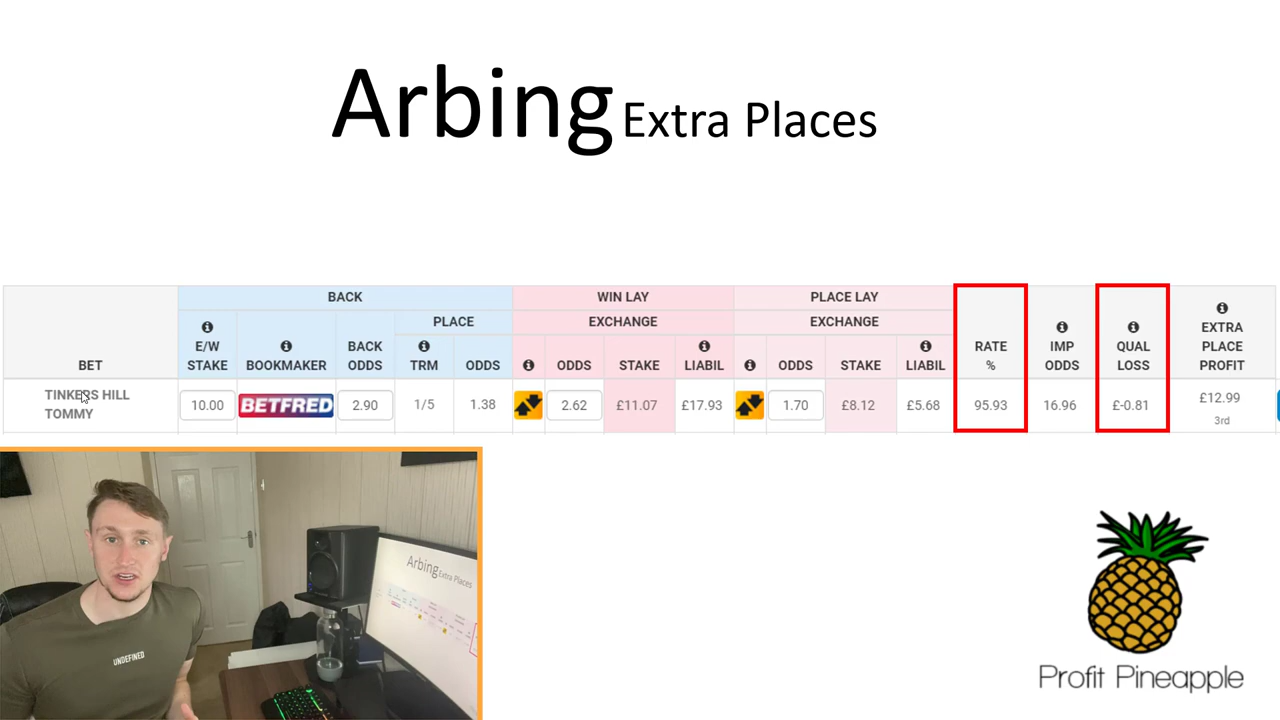 Arbing Extra Places
BACK
WIN LAY
PLACE LAY
PLACE
EXCHANGE
EXCHANGE
BET
E/W STAKE
BOOKMAKER
BACK ODDS
TRM
ODDS
ODDS
STAKE
LIABIL
ODDS
STAKE
LIABIL
RATE %
IMP ODDS
QUAL LOSS
EXTRA PLACE PROFIT
TINKERS HILL TOMMY
10.00
BETFRED
2.90
1/5
1.38
2.62
£11.07
£17.93
1.70
£8.12
£5.68
95.93
16.96
£-0.81
£12.99
3rd
Arbing Extra Places
UNDEFINED
Profit Pineapple